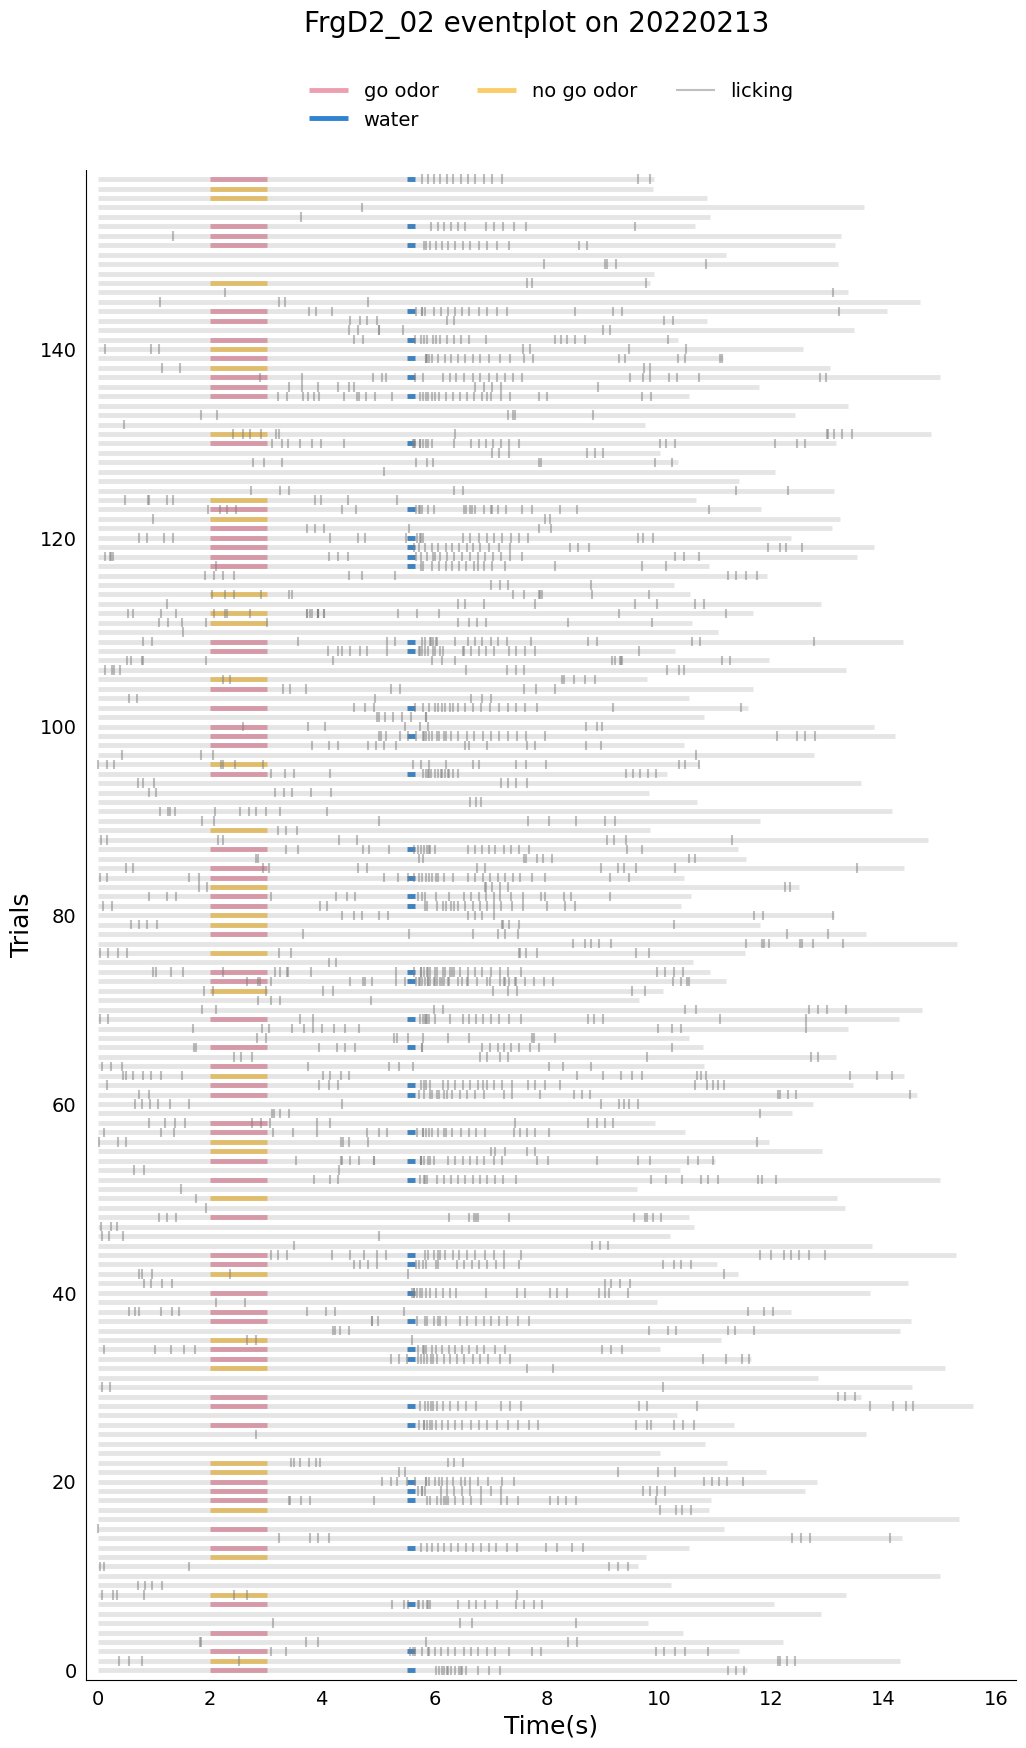 FrgD2_02 eventplot on 20220213
go odor
no go odor
licking
water
Trials
140
120
100
80
60
40
20
0
0 2 4 6 8 10 12 14 16
Time(s)